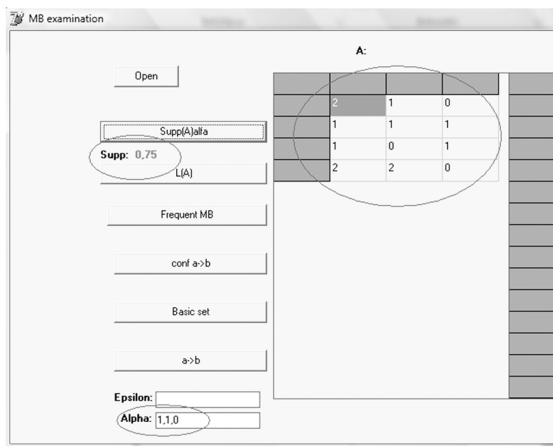 MB examination
A:
Open
2 1 0
Supp(A)alfa
1 1 1
Supp: 0,75
1 0 1
L(A)
2 2 0
Frequent MB
conf a->b
Basic set
a->b
Epsilon:
Alpha: 1,1,0